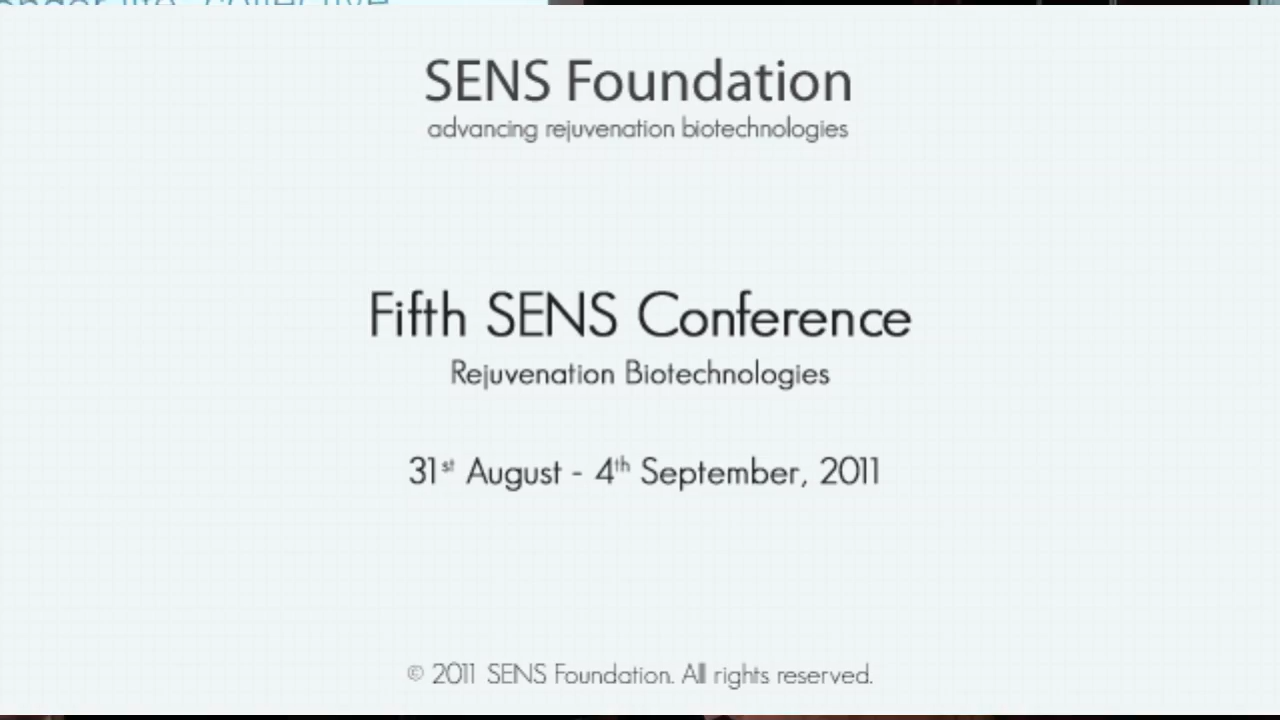 SENS Foundation
advancing rejuvenation biotechnologies
Fifth SENS Conference
Rejuvenation Biotechnologies
31st August - 4th September, 2011
© 2011 SENS Foundation. All rights reserved.